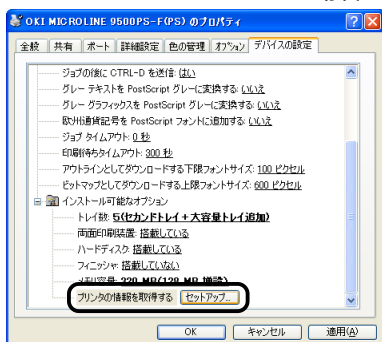 OKI MICROLINE 9500PS-F(PS) のプロパティ
全般 共有 ポート 詳細設定 色の管理 オプション デバイスの設定
ジョブの後に CTRL-D を送信: はい
グレー テキストを PostScript グレーに変換する: いいえ
グレー グラフィックスを PostScript グレーに変換する: いいえ
欧州通貨記号を PostScript フォントに追加する: いいえ
ジョブ タイムアウト: 0 秒
印刷待ちタイムアウト: 300 秒
アウトラインとしてダウンロードする下限フォントサイズ: 100 ピクセル
ビットマップとしてダウンロードする上限フォントサイズ: 600 ピクセル
インストール可能なオプション
トレイ数: 5(セカンドトレイ+大容量トレイ追加)
両面印刷装置: 搭載している
ハードディスク: 搭載している
フィニッシャ: 搭載していない
メモリ容量: 320 MB(128 MB 増設)
プリンタの情報を取得する: セットアップ...
OK キャンセル 適用(A)